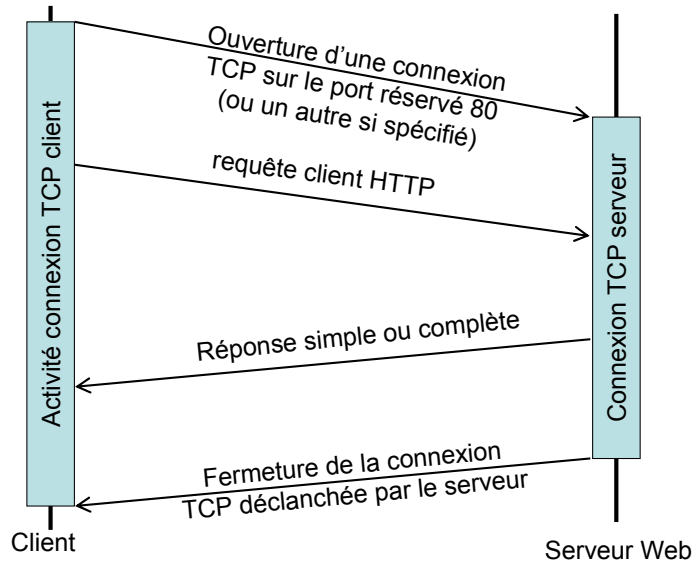 Ouverture d’une connexion
TCP sur le port réservé 80
(ou un autre si spécifié)
requête client HTTP
Activité connexion TCP client
Connexion TCP serveur
Réponse simple ou complète
Fermeture de la connexion
TCP déclanchée par le serveur
Client
Serveur Web